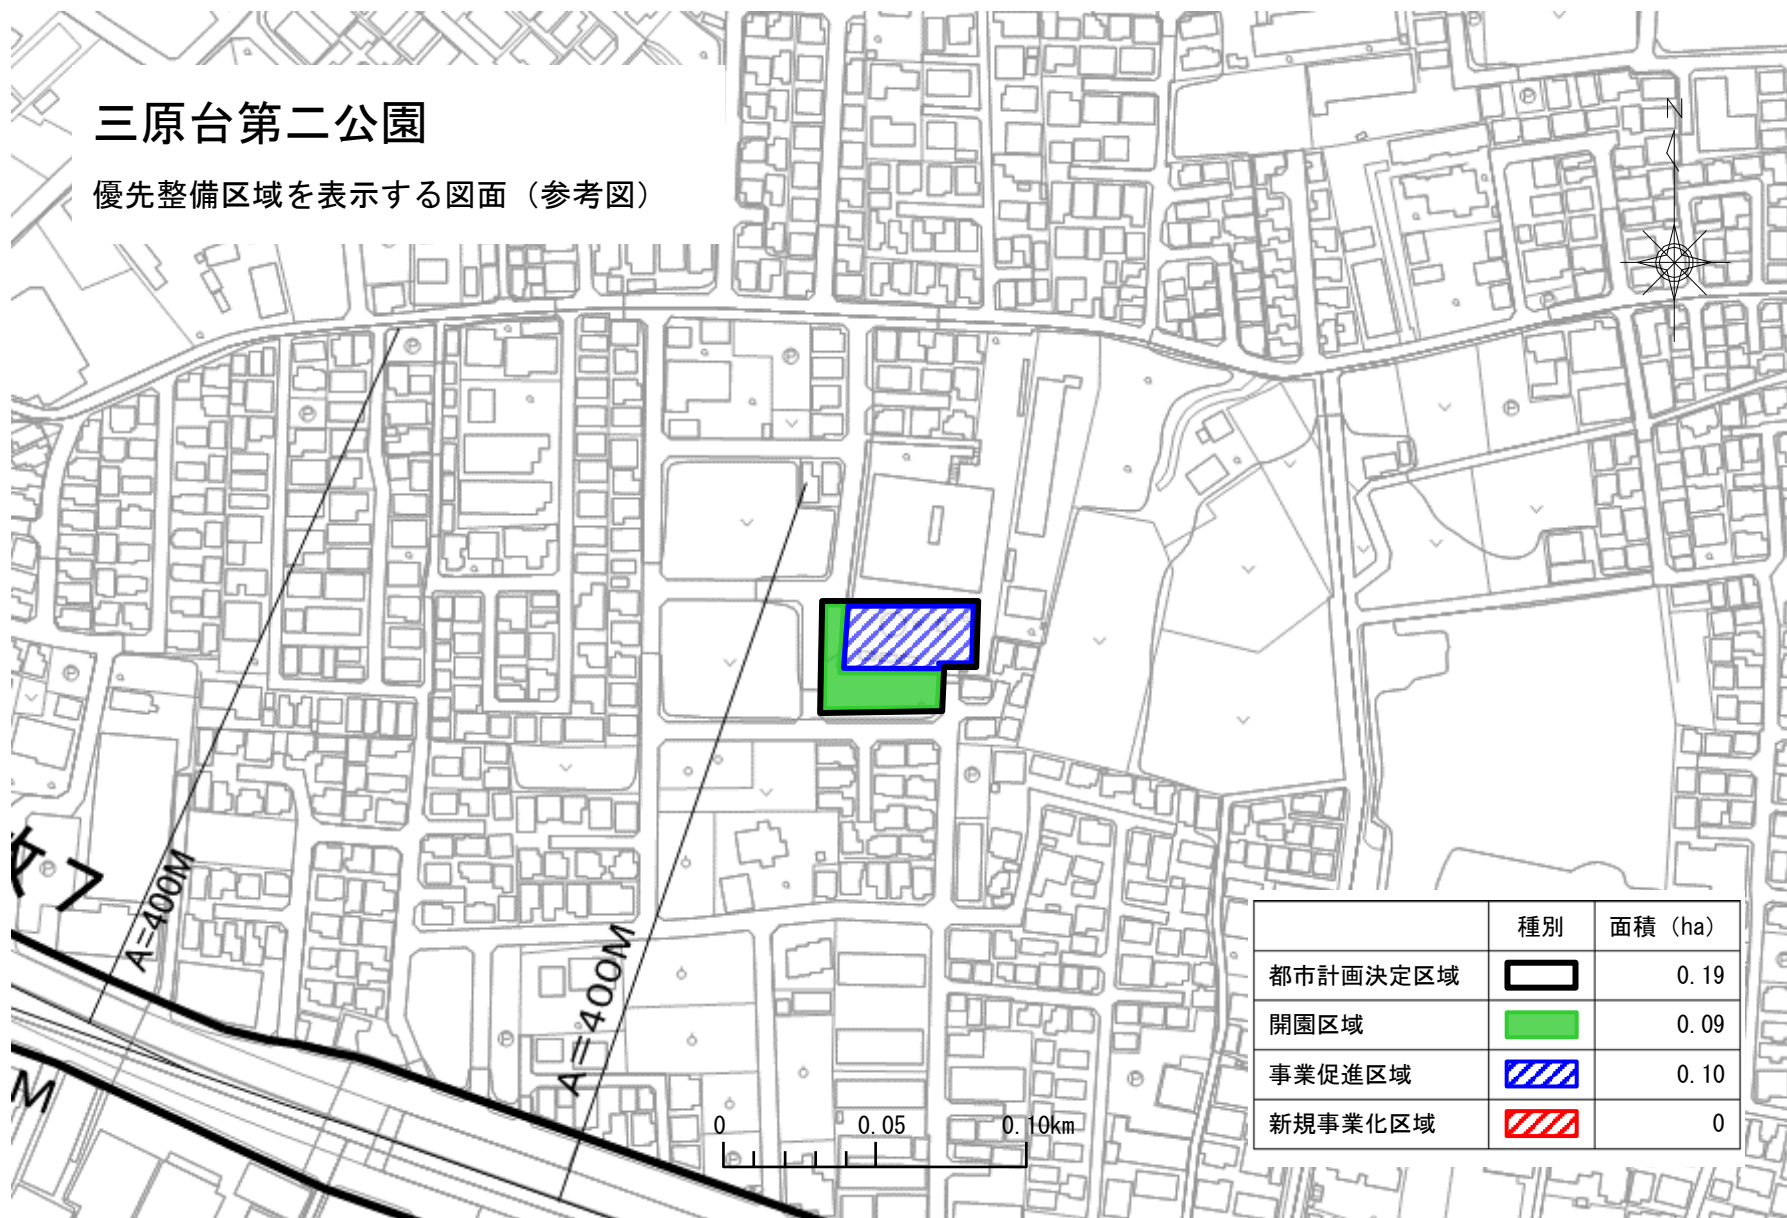 三原台第二公園
優先整備区域を表示する図面（参考図）
N
A=400M
A=400M
M
0 0.05 0.10km
種別 面積（ha）
都市計画決定区域 0.19
開園区域 0.09
事業促進区域 0.10
新規事業化区域 0